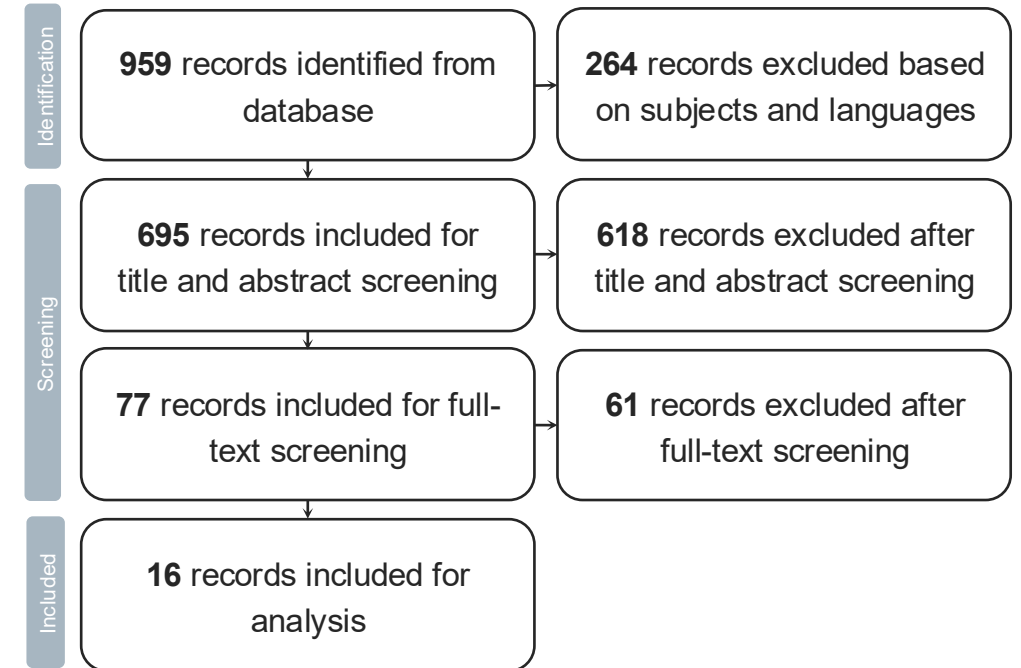 Identification
959 records identified from
database
264 records excluded based
on subjects and languages
Screening
695 records included for
title and abstract screening
618 records excluded after
title and abstract screening
77 records included for full-
text screening
61 records excluded after
full-text screening
Included
16 records included for
analysis